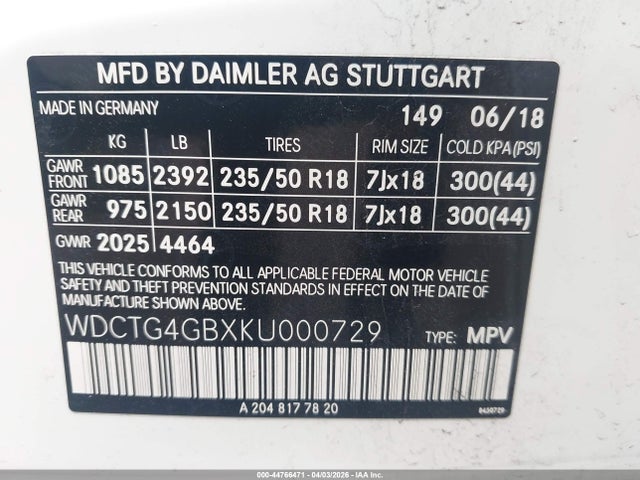 MFD BY DAIMLER AG STUTTGART
MADE IN GERMANY 149 06/18
KG LB TIRES RIM SIZE COLD KPA(PSI)
GAWR FRONT 1085 2392 235/50 R18 7Jx18 300(44)
GAWR REAR 975 2150 235/50 R18 7Jx18 300(44)
GWR 2025 4464
THIS VEHICLE CONFORMS TO ALL APPLICABLE FEDERAL MOTOR VEHICLE
SAFETY AND THEFT PREVENTION STANDARDS IN EFFECT ON THE DATE
OF MANUFACTURE SHOWN ABOVE.
WDCTG4GBXKU000729 TYPE: MPV
A 204 817 78 20
000-44766471 - 04/03/2026 - IAAI